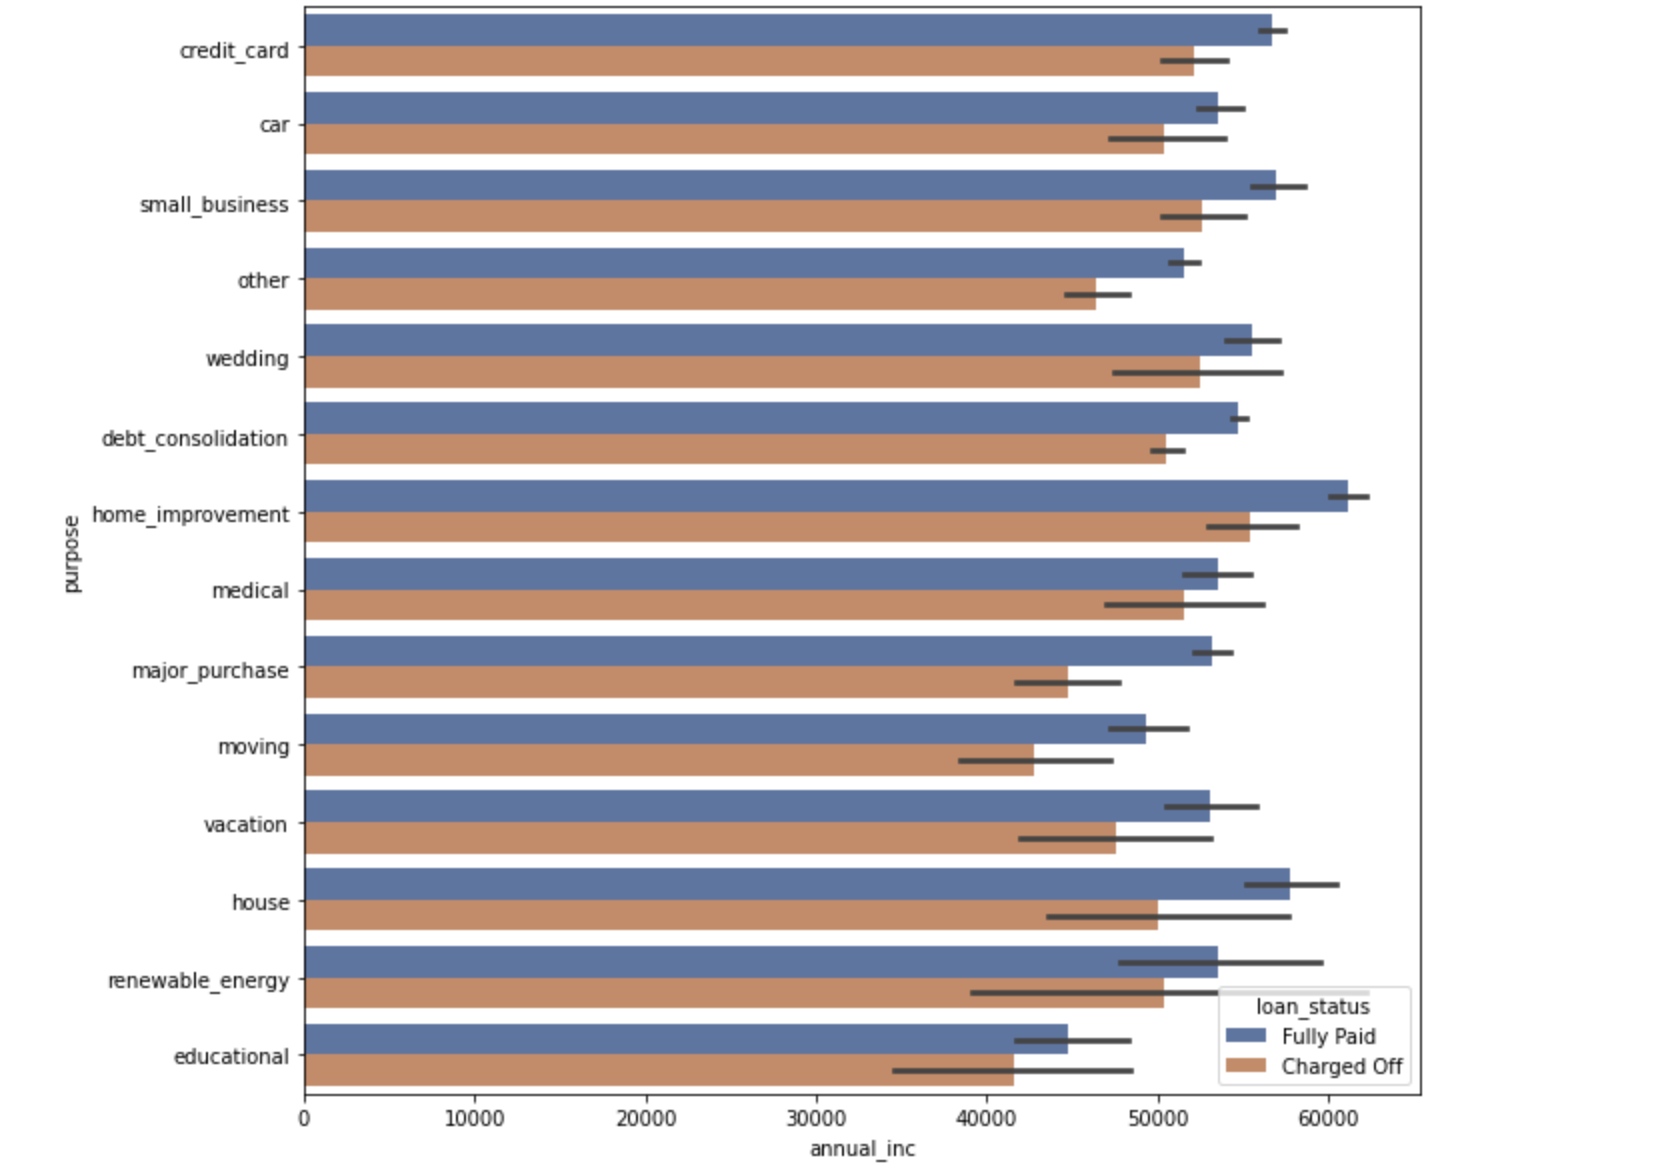 credit_card
car
small_business
other
wedding
debt_consolidation
home_improvement
medical
major_purchase
moving
vacation
house
renewable_energy
educational
purpose
loan_status
Fully Paid
Charged Off
0 10000 20000 30000 40000 50000 60000
annual_inc